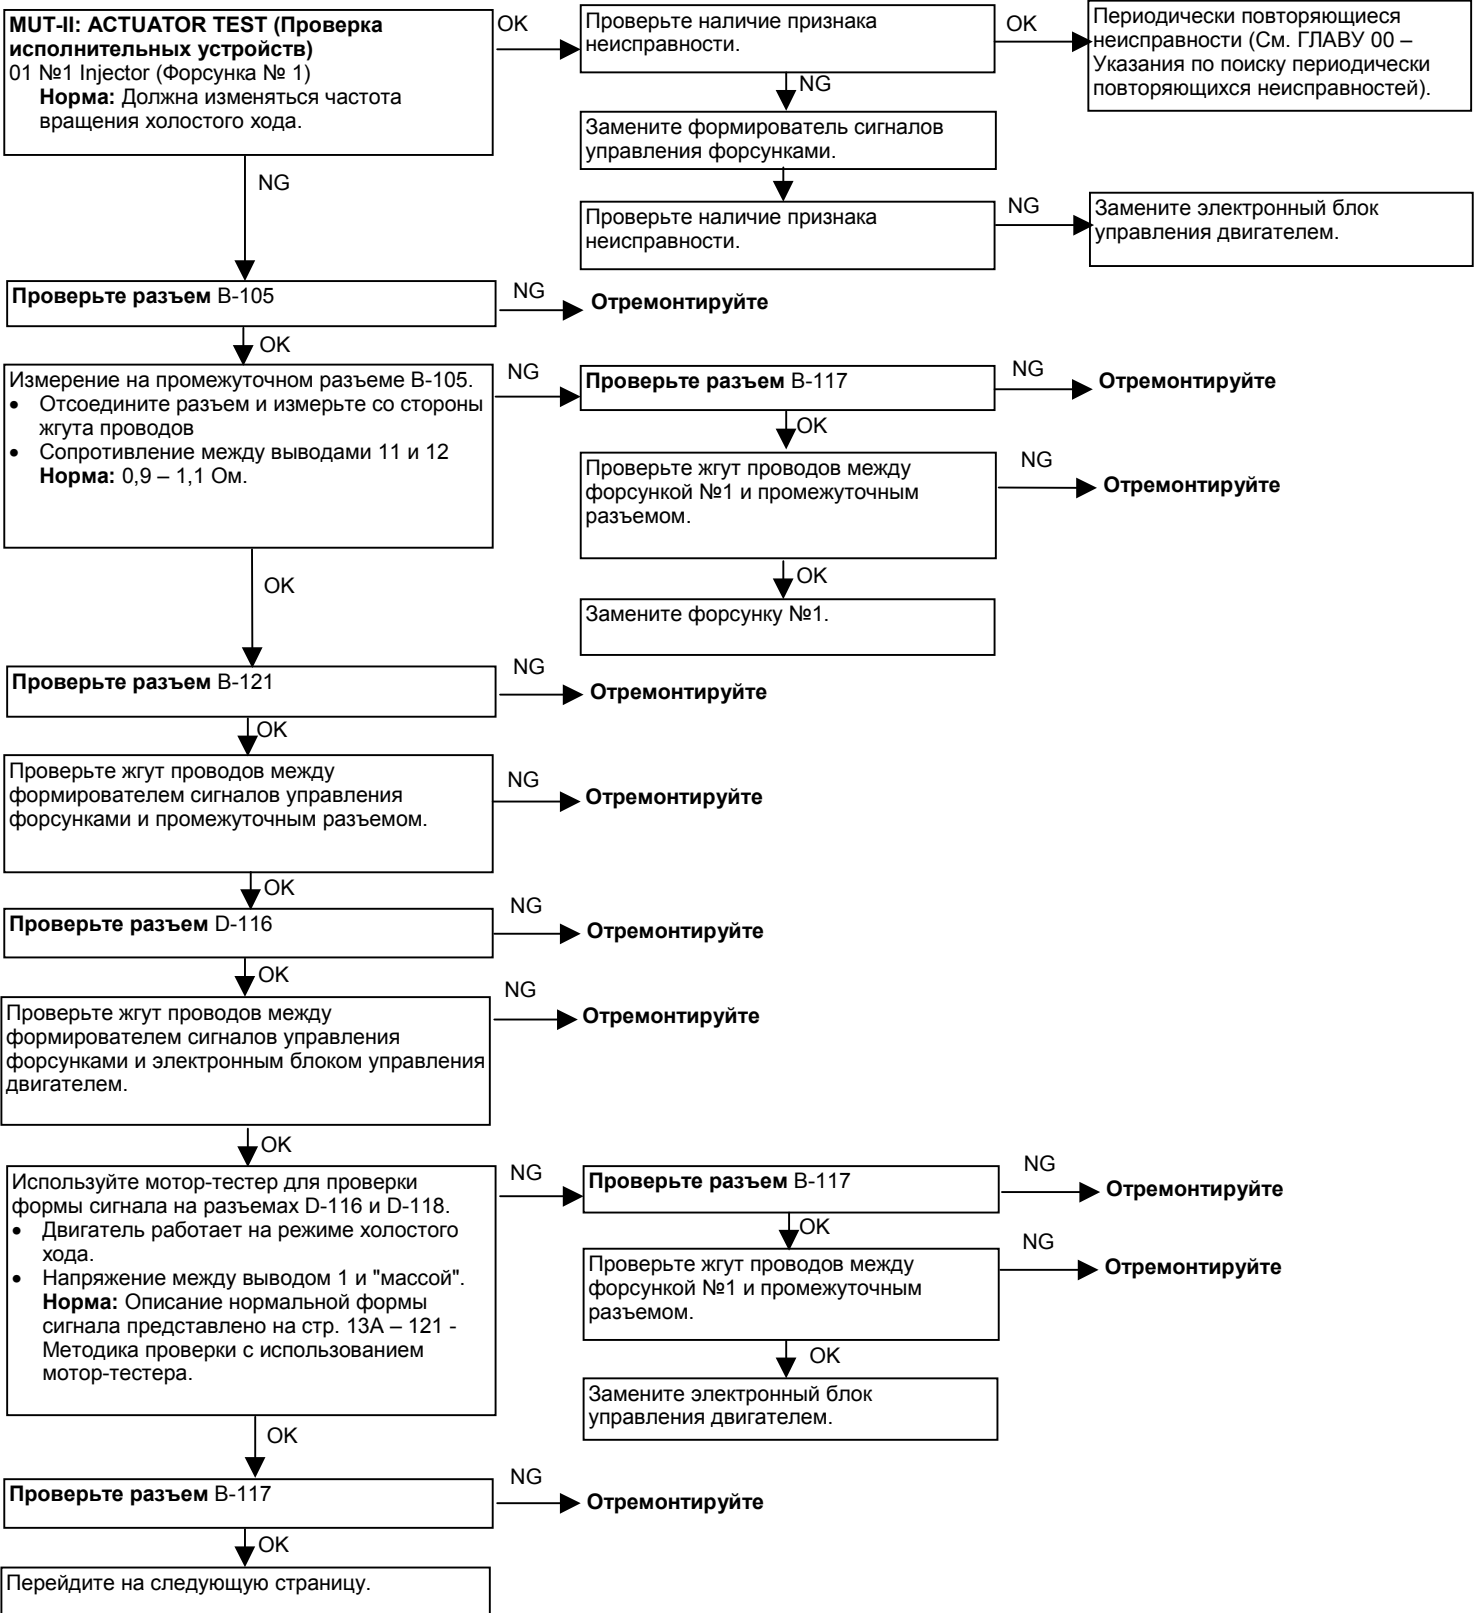 MUT-II: ACTUATOR TEST (Проверка
исполнительных устройств)
01 №1 Injector (Форсунка № 1)
Норма: Должна изменяться частота
вращения холостого хода.
OK
Проверьте наличие признака
неисправности.
OK
Периодически повторяющиеся
неисправности (См. ГЛАВУ 00 –
Указания по поиску периодически
повторяющихся неисправностей).
NG
Замените формирователь сигналов
управления форсунками.
NG
Проверьте наличие признака
неисправности.
NG
Замените электронный блок
управления двигателем.
Проверьте разъем B-105
NG
Отремонтируйте
OK
Измерение на промежуточном разъеме B-105.
• Отсоедините разъем и измерьте со стороны
жгута проводов
• Сопротивление между выводами 11 и 12
Норма: 0,9 – 1,1 Ом.
NG
Проверьте разъем B-117
NG
Отремонтируйте
OK
Проверьте жгут проводов между
форсункой №1 и промежуточным
разъемом.
NG
Отремонтируйте
OK
Замените форсунку №1.
OK
Проверьте разъем B-121
NG
Отремонтируйте
OK
Проверьте жгут проводов между
формирователем сигналов управления
форсунками и промежуточным разъемом.
NG
Отремонтируйте
OK
Проверьте разъем D-116
NG
Отремонтируйте
OK
Проверьте жгут проводов между
формирователем сигналов управления
форсунками и электронным блоком управления
двигателем.
NG
Отремонтируйте
OK
Используйте мотор-тестер для проверки
формы сигнала на разъемах D-116 и D-118.
• Двигатель работает на режиме холостого
хода.
• Напряжение между выводом 1 и "массой".
Норма: Описание нормальной формы
сигнала представлено на стр. 13A – 121 -
Методика проверки с использованием
мотор-тестера.
NG
Проверьте разъем B-117
NG
Отремонтируйте
OK
Проверьте жгут проводов между
форсункой №1 и промежуточным
разъемом.
NG
Отремонтируйте
OK
Замените электронный блок
управления двигателем.
OK
Проверьте разъем B-117
NG
Отремонтируйте
OK
Перейдите на следующую страницу.